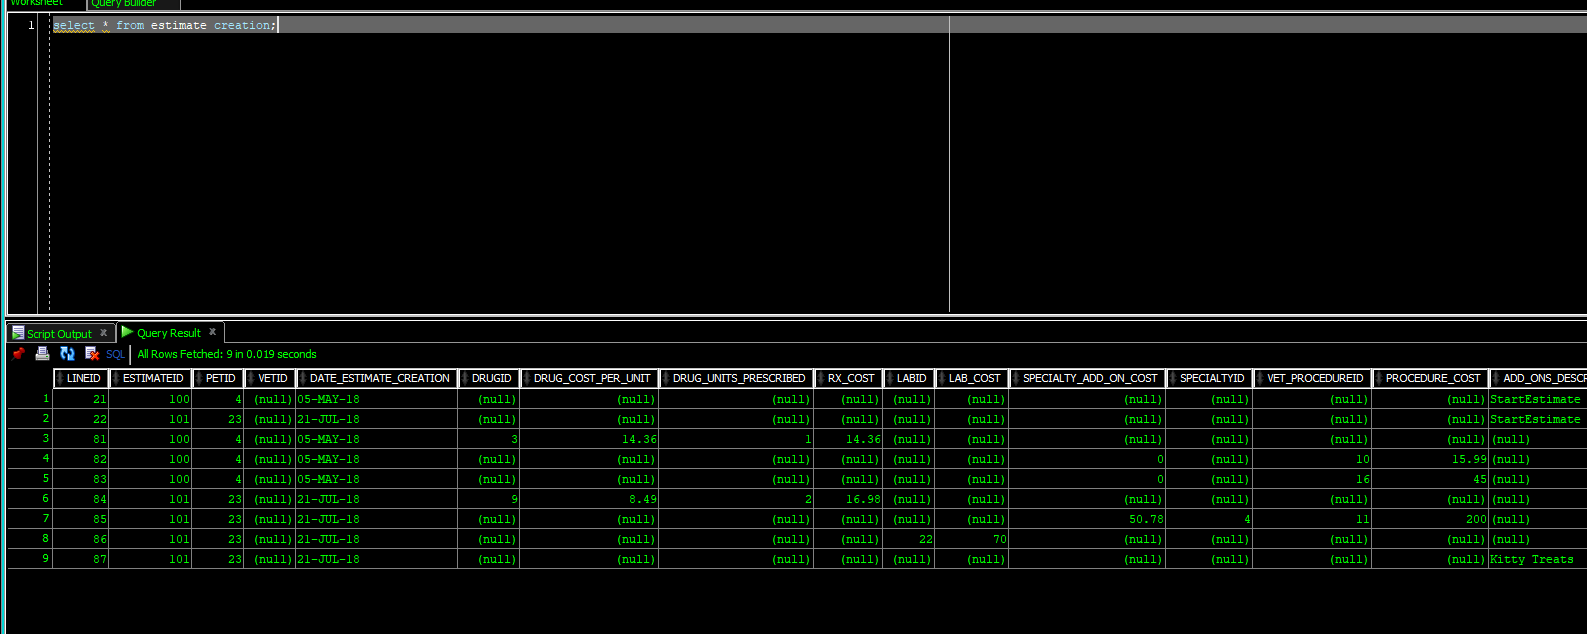 Worksheet Query Builder
1 select * from estimate creation;
Script Output Query Result
SQL All Rows Fetched: 9 in 0.019 seconds
LINEID ESTIMATEID PETID VETID DATE_ESTIMATE_CREATION DRUGID DRUG_COST_PER_UNIT DRUG_UNITS_PRESCRIBED RX_COST LABID LAB_COST SPECIALTY_ADD_ON_COST SPECIALTYID VET_PROCEDUREID PROCEDURE_COST ADD_ONS_DESCR
1 21 100 4 (null) 05-MAY-18 (null) (null) (null) (null) (null) (null) (null) (null) (null) (null) StartEstimate
2 22 101 23 (null) 21-JUL-18 (null) (null) (null) (null) (null) (null) (null) (null) (null) (null) StartEstimate
3 81 100 4 (null) 05-MAY-18 3 14.36 1 14.36 (null) (null) (null) (null) (null) (null) (null)
4 82 100 4 (null) 05-MAY-18 (null) (null) (null) (null) (null) (null) 0 (null) 10 15.99 (null)
5 83 100 4 (null) 05-MAY-18 (null) (null) (null) (null) (null) (null) 0 (null) 16 45 (null)
6 84 101 23 (null) 21-JUL-18 9 8.49 2 16.98 (null) (null) (null) (null) (null) (null) (null)
7 85 101 23 (null) 21-JUL-18 (null) (null) (null) (null) (null) (null) 50.78 4 11 200 (null)
8 86 101 23 (null) 21-JUL-18 (null) (null) (null) (null) 22 70 (null) (null) (null) (null) (null)
9 87 101 23 (null) 21-JUL-18 (null) (null) (null) (null) (null) (null) (null) (null) (null) (null) Kitty Treats